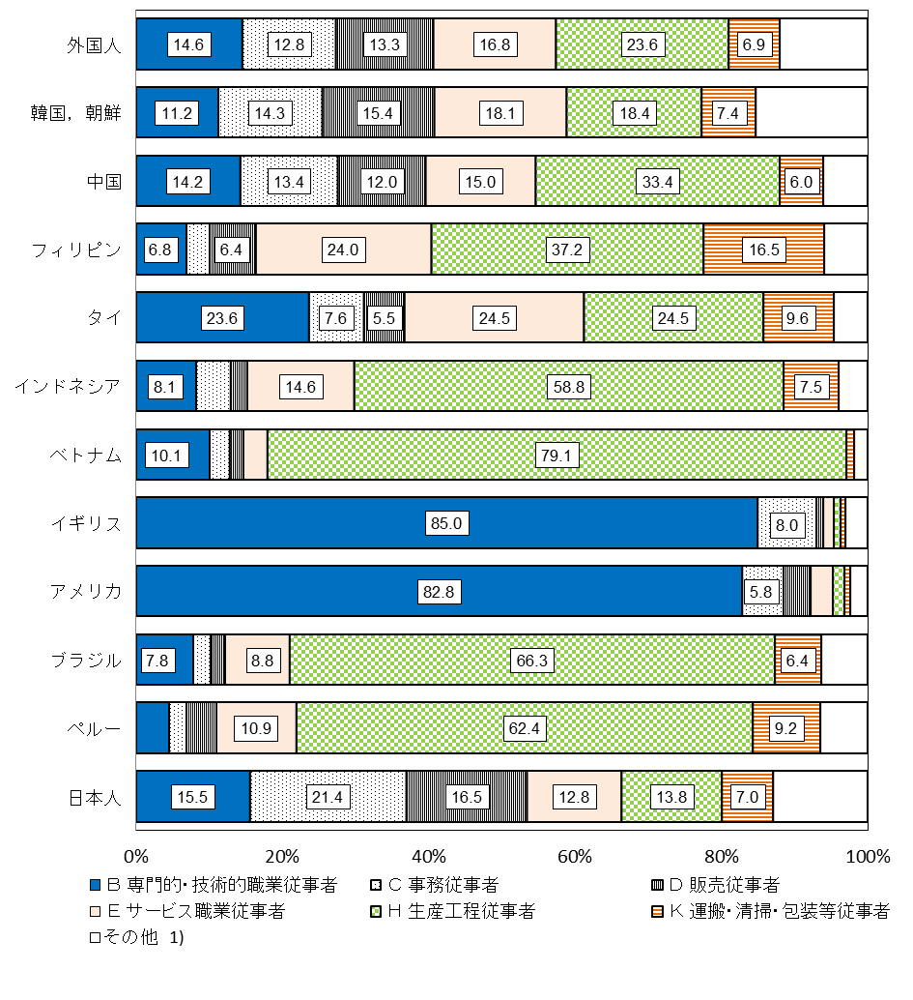 外国人 14.6 12.8 13.3 16.8 23.6 6.9
韓国，朝鮮 11.2 14.3 15.4 18.1 18.4 7.4
中国 14.2 13.4 12.0 15.0 33.4 6.0
フィリピン 6.8 6.4 24.0 37.2 16.5
タイ 23.6 7.6 5.5 24.5 24.5 9.6
インドネシア 8.1 14.6 58.8 7.5
ベトナム 10.1 79.1
イギリス 85.0 8.0
アメリカ 82.8 5.8
ブラジル 7.8 8.8 66.3 6.4
ペルー 10.9 62.4 9.2
日本人 15.5 21.4 16.5 12.8 13.8 7.0
0% 20% 40% 60% 80% 100%
B 専門的・技術的職業従事者 C 事務従事者 D 販売従事者
E サービス職業従事者 H 生産工程従事者 K 運搬・清掃・包装等従事者
その他 1)